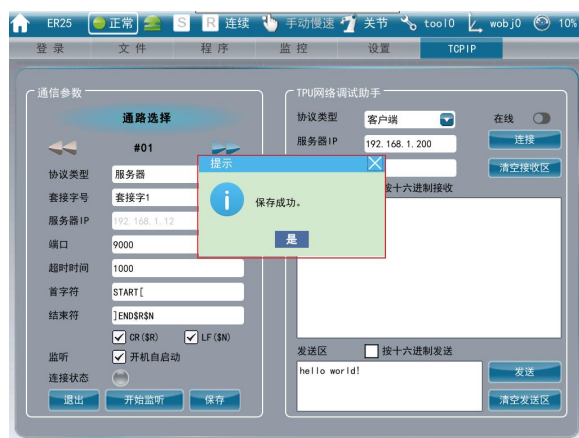 ER25 正常 S R 连续 手动慢速 关节 tool0 wobj0 10%
登录 文件 程序 监控 设置 TCPIP
通信参数
通路选择
#01
协议类型 服务器
套接字号 套接字1
服务器IP 192.168.1.12
端口 9000
超时时间 1000
首字符 START[
结束符 ]END$R$N
CR($R) LF($N)
监听 开机自启动
连接状态
退出 开始监听 保存
TPU网络调试助手
协议类型 客户端 在线
服务器IP 192.168.1.200 连接
清空接收区
按十六进制接收
提示
保存成功。
是
发送区 按十六进制发送
hello world! 发送
清空发送区